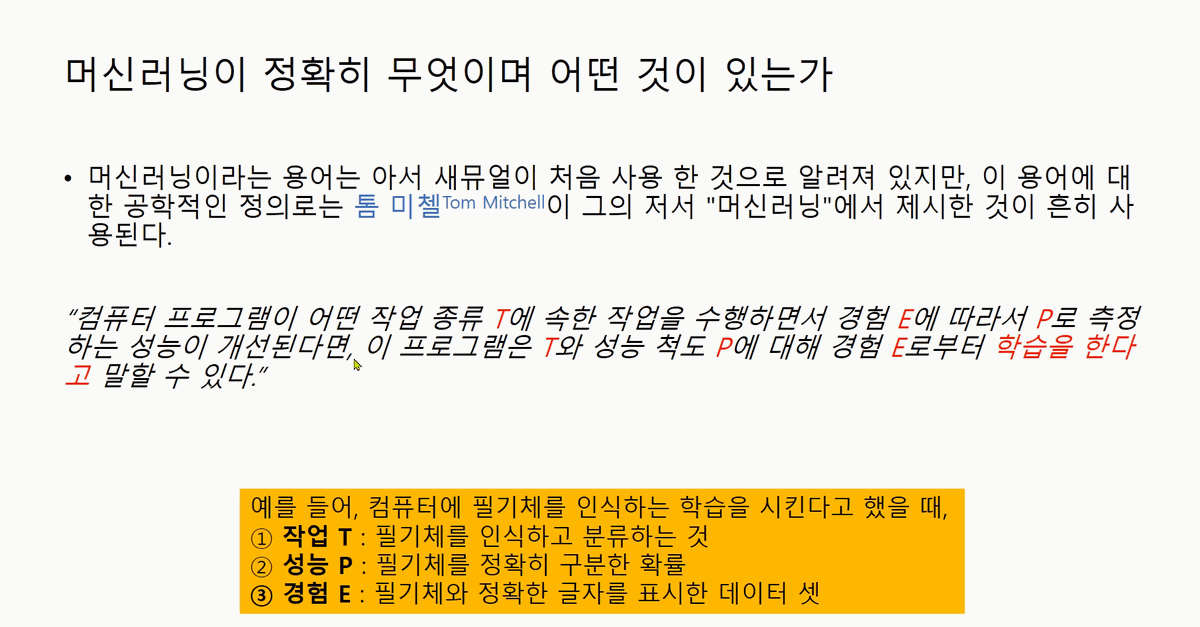 머신러닝이 정확히 무엇이며 어떤 것이 있는가
• 머신러닝이라는 용어는 아서 새뮤얼이 처음 사용 한 것으로 알려져 있지만, 이 용어에 대
한 공학적인 정의로는 톰 미첼Tom Mitchell이 그의 저서 "머신러닝"에서 제시한 것이 흔히 사
용된다.
“컴퓨터 프로그램이 어떤 작업 종류 T에 속한 작업을 수행하면서 경험 E에 따라서 P로 측정
하는 성능이 개선된다면, 이 프로그램은 T와 성능 척도 P에 대해 경험 E로부터 학습을 한다
고 말할 수 있다.”
예를 들어, 컴퓨터에 필기체를 인식하는 학습을 시킨다고 했을 때,
① 작업 T : 필기체를 인식하고 분류하는 것
② 성능 P : 필기체를 정확히 구분한 확률
③ 경험 E : 필기체와 정확한 글자를 표시한 데이터 셋